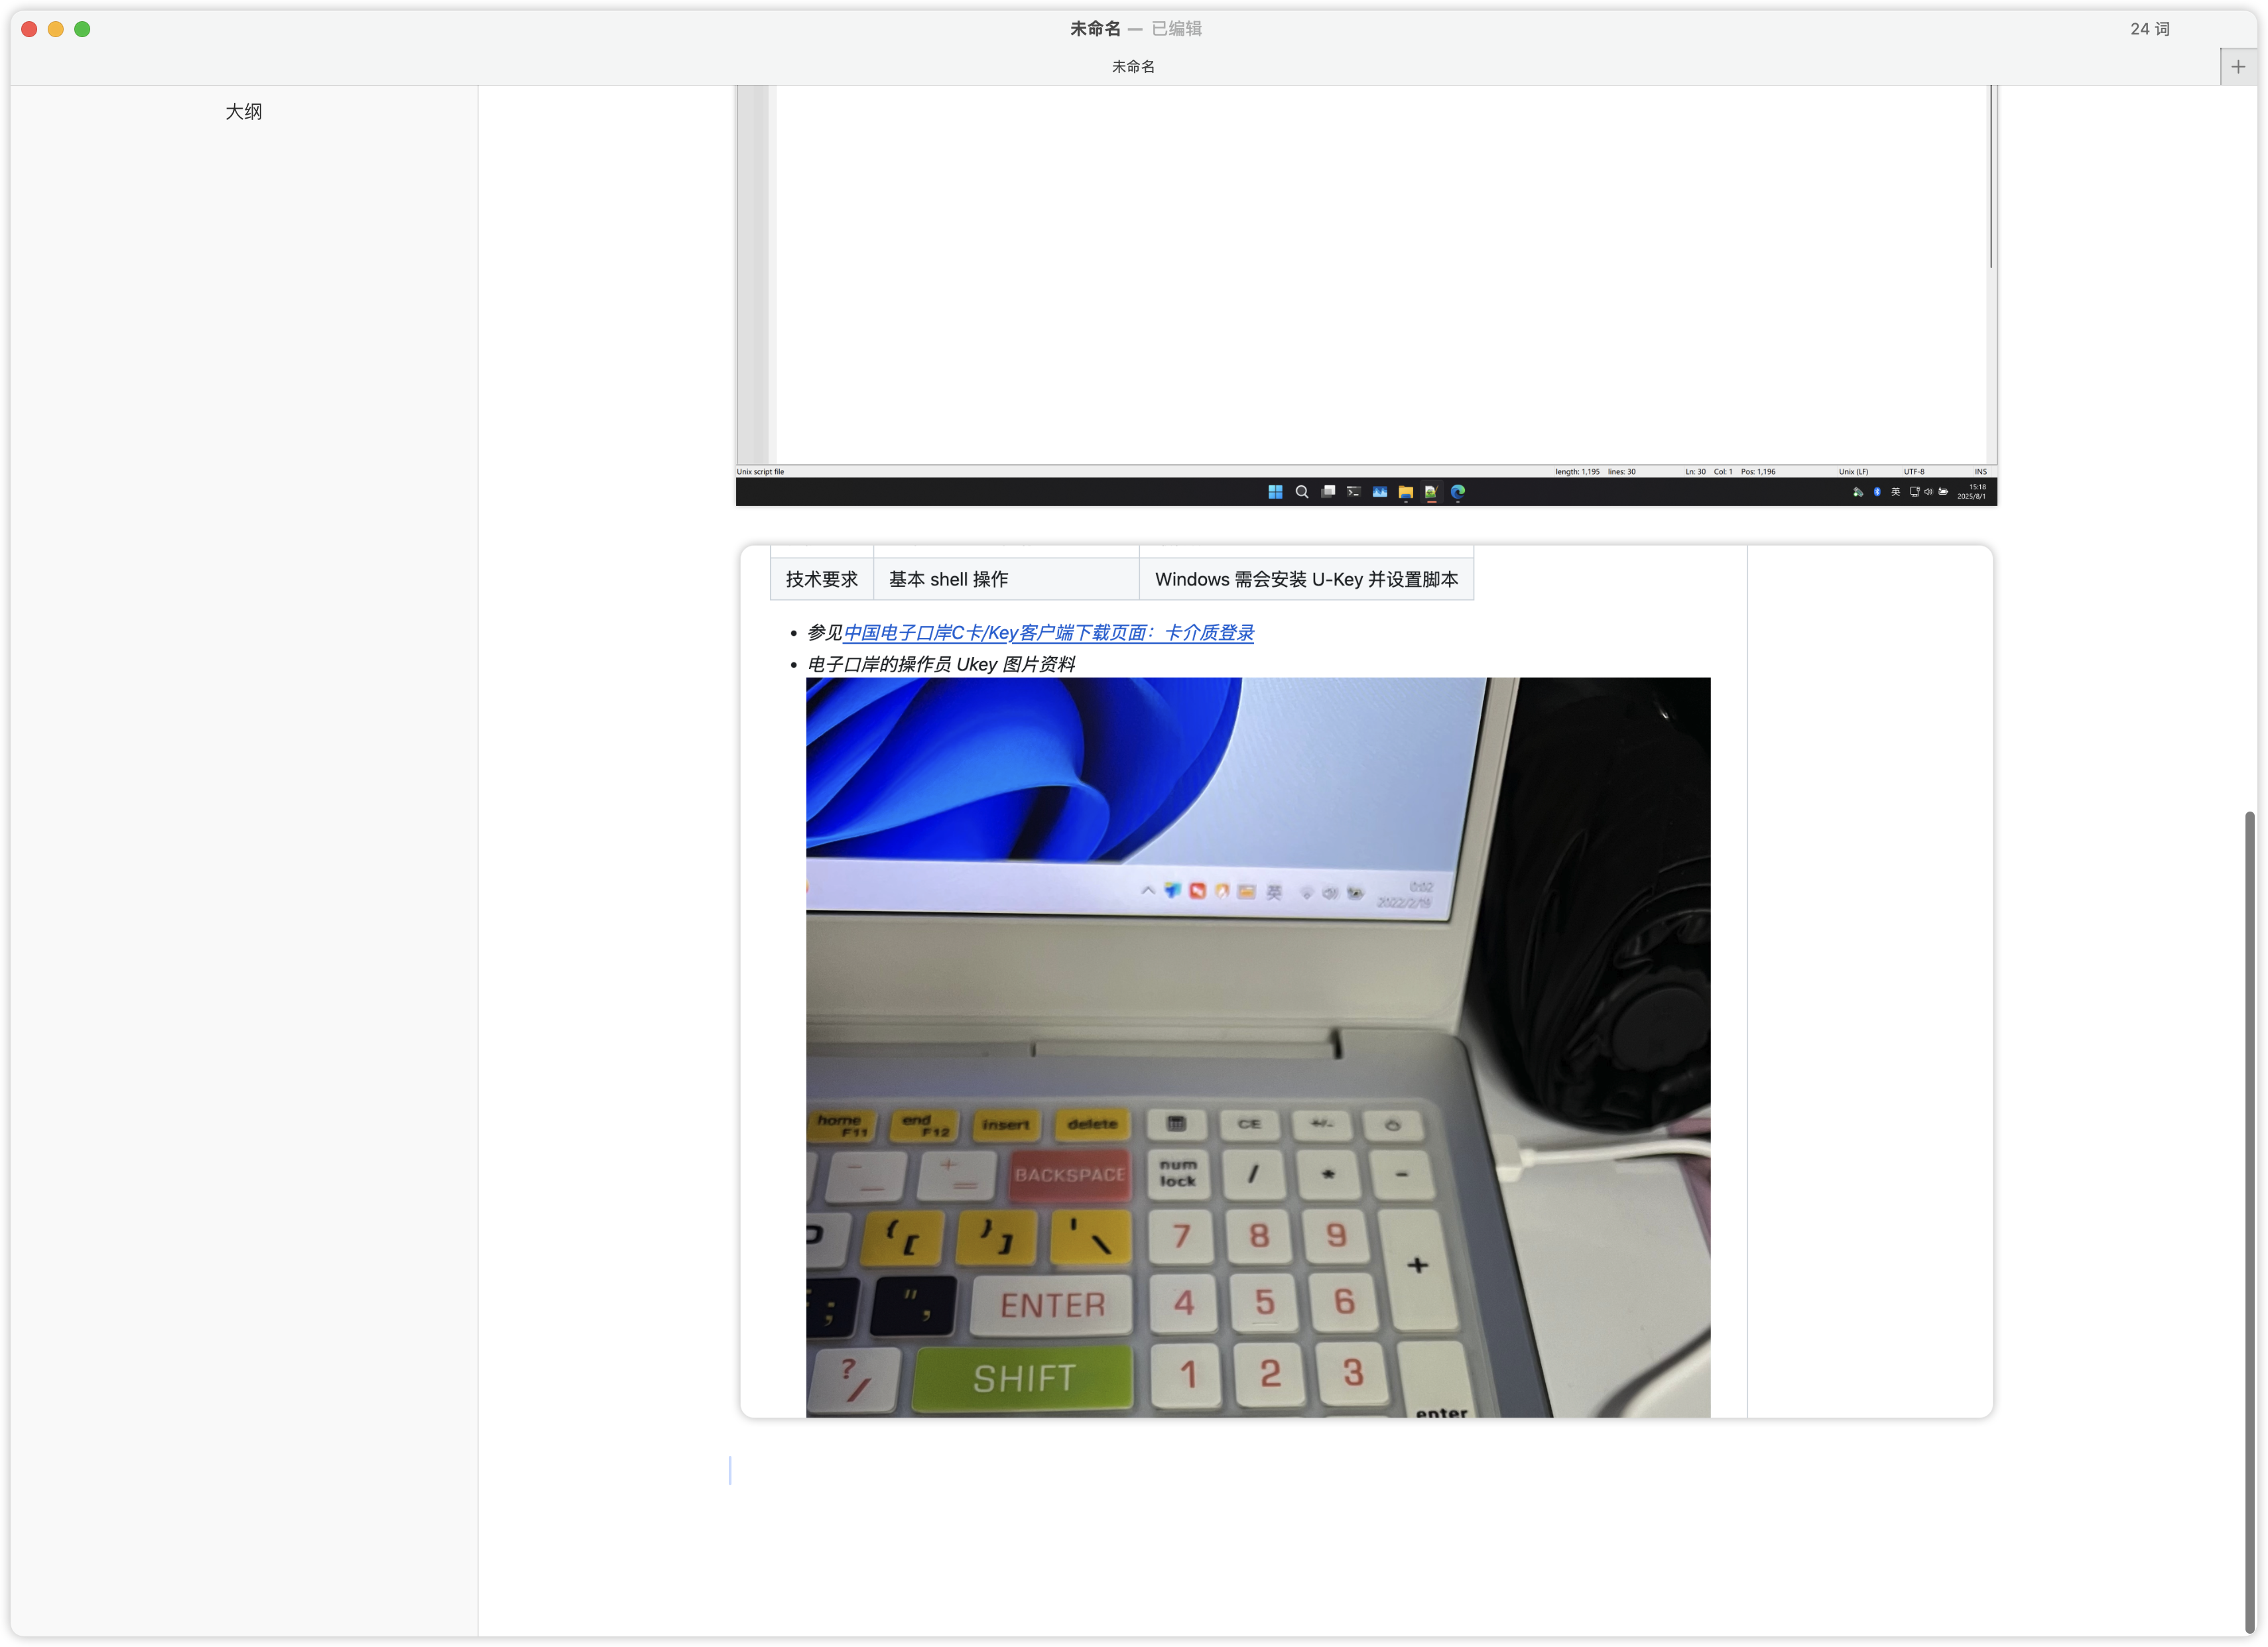 未命名 — 已编辑
24 词
未命名
大纲
Unix script file
length: 1,195 lines: 30
Ln: 30 Col: 1 Pos: 1,196
Unix (LF)
UTF-8
INS
英
15:18
2025/8/1
技术要求 基本 shell 操作 Windows 需会安装 U-Key 并设置脚本
参见中国电子口岸C卡/Key客户端下载页面：卡介质登录
电子口岸的操作员 Ukey 图片资料
英
0:02
2022/2/19
home F11 end F12 insert delete CE +/-
— + = BACKSPACE num lock / * -
{ [ } ] ' \ 7 8 9 +
: ; " , ENTER 4 5 6
? / SHIFT 1 2 3
enter